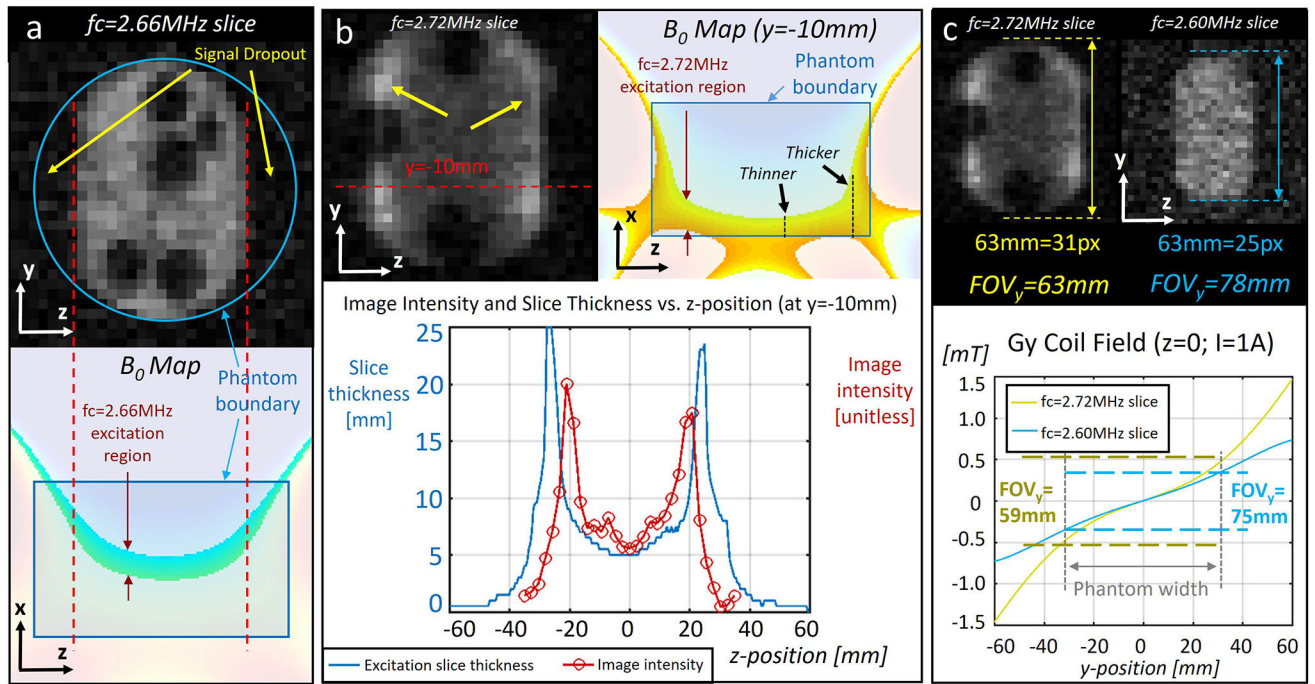 a
fc=2.66MHz slice
Signal Dropout
y
z
B₀ Map
Phantom
boundary
fc=2.66MHz
excitation
region
x
z
b
fc=2.72MHz slice
y=-10mm
y
z
B₀ Map (y=-10mm)
fc=2.72MHz
excitation region
Phantom
boundary
Thinner
Thicker
x
z
Image Intensity and Slice Thickness vs. z-position (at y=-10mm)
25
20
15
10
5
0
Slice
thickness
[mm]
Image
intensity
[unitless]
-60 -40 -20 0 20 40 60
z-position [mm]
Excitation slice thickness
Image intensity
c
fc=2.72MHz slice
fc=2.60MHz slice
y
z
63mm=31px
63mm=25px
FOVy=63mm
FOVy=78mm
[mT]
Gy Coil Field (z=0; I=1A)
1.5
1.0
0.5
0
-0.5
-1.0
-1.5
fc=2.72MHz slice
fc=2.60MHz slice
FOVy=
59mm
FOVy=
75mm
Phantom width
-60 -40 -20 0 20 40 60
y-position [mm]